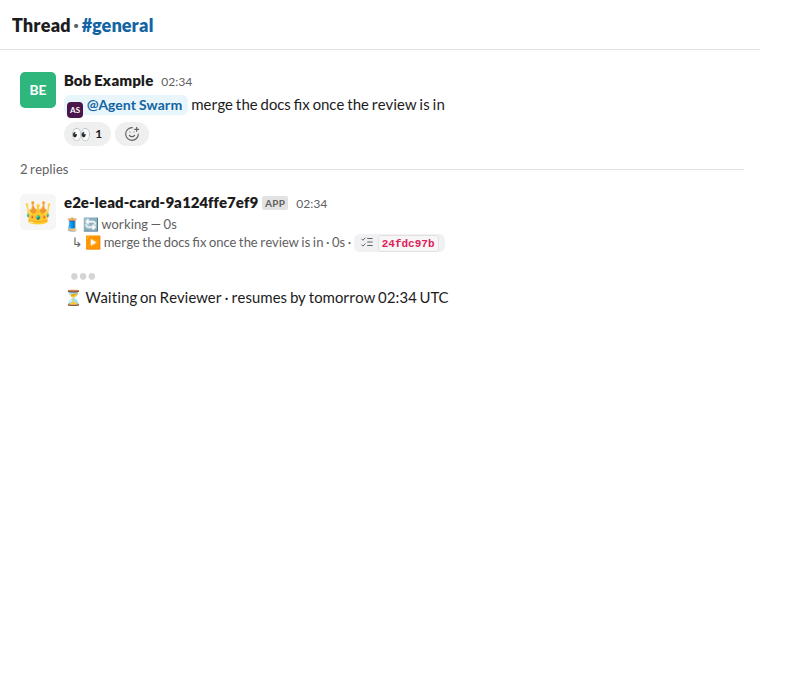 Thread · #general
BE
Bob Example 02:34
AS @Agent Swarm merge the docs fix once the review is in
👀 1
2 replies
e2e-lead-card-9a124ffe7ef9 APP 02:34
🧵 🔄 working — 0s
↳ ▶️ merge the docs fix once the review is in · 0s · 24fdc97b
⏳ Waiting on Reviewer · resumes by tomorrow 02:34 UTC